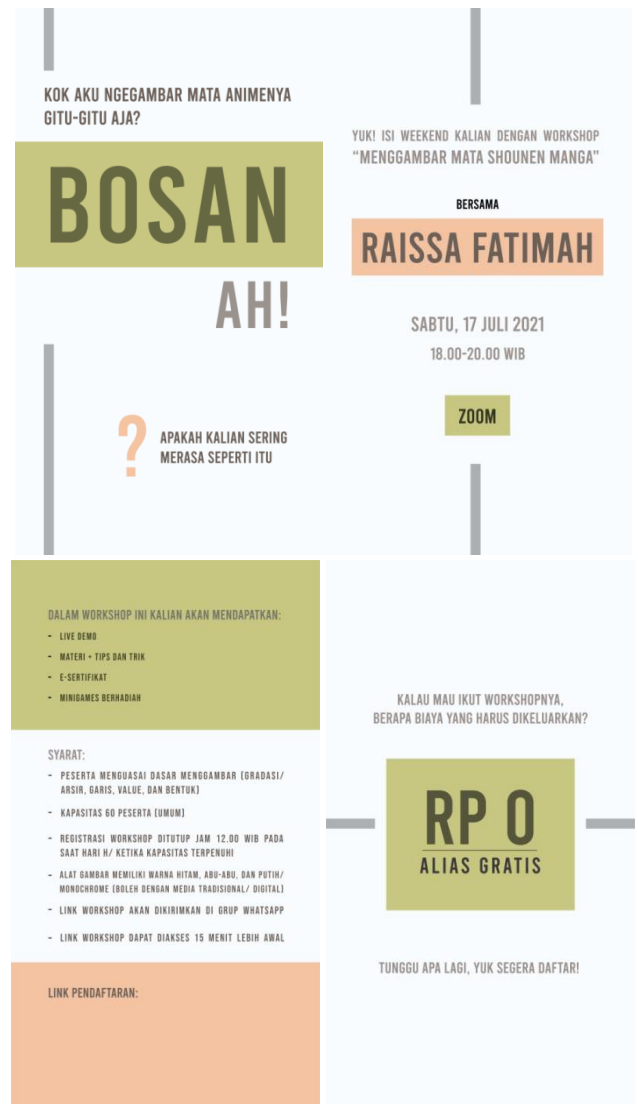 KOK AKU NGEGAMBAR MATA ANIMENYA
GITU-GITU AJA?
BOSAN
AH!
?
APAKAH KALIAN SERING
MERASA SEPERTI ITU
YUK! ISI WEEKEND KALIAN DENGAN WORKSHOP
“MENGGAMBAR MATA SHOUNEN MANGA”
BERSAMA
RAISSA FATIMAH
SABTU, 17 JULI 2021
18.00-20.00 WIB
ZOOM
DALAM WORKSHOP INI KALIAN AKAN MENDAPATKAN:
- LIVE DEMO
- MATERI + TIPS DAN TRIK
- E-SERTIFIKAT
- MINIGAMES BERHADIAH
SYARAT:
- PESERTA MENGUASAI DASAR MENGGAMBAR (GRADASI/
ARSIR, GARIS, VALUE, DAN BENTUK)
- KAPASITAS 60 PESERTA (UMUM)
- REGISTRASI WORKSHOP DITUTUP JAM 12.00 WIB PADA
SAAT HARI H/ KETIKA KAPASITAS TERPENUHI
- ALAT GAMBAR MEMILIKI WARNA HITAM, ABU-ABU, DAN PUTIH/
MONOCHROME (BOLEH DENGAN MEDIA TRADISIONAL/ DIGITAL)
- LINK WORKSHOP AKAN DIKIRIMKAN DI GRUP WHATSAPP
- LINK WORKSHOP DAPAT DIAKSES 15 MENIT LEBIH AWAL
LINK PENDAFTARAN:
KALAU MAU IKUT WORKSHOPNYA,
BERAPA BIAYA YANG HARUS DIKELUARKAN?
RP 0
ALIAS GRATIS
TUNGGU APA LAGI, YUK SEGERA DAFTAR!